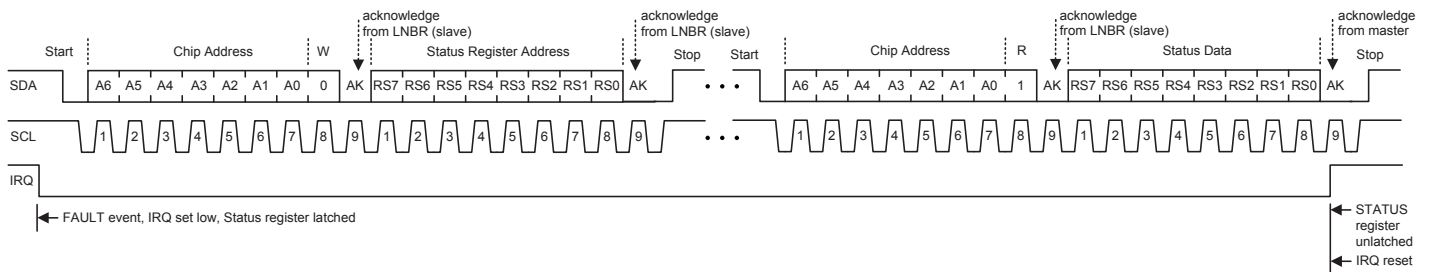 acknowledge
from LNBR (slave)
acknowledge
from LNBR (slave)
acknowledge
from LNBR (slave)
acknowledge
from master
Start Chip Address W Status Register Address Stop Start Chip Address R Status Data Stop
SDA A6 A5 A4 A3 A2 A1 A0 0 AK RS7 RS6 RS5 RS4 RS3 RS2 RS1 RS0 AK • • • A6 A5 A4 A3 A2 A1 A0 1 AK RS7 RS6 RS5 RS4 RS3 RS2 RS1 RS0 AK
SCL 1 2 3 4 5 6 7 8 9 1 2 3 4 5 6 7 8 9 • • • 1 2 3 4 5 6 7 8 9 1 2 3 4 5 6 7 8 9
IRQ
FAULT event, IRQ set low, Status register latched
STATUS
register
unlatched
IRQ reset